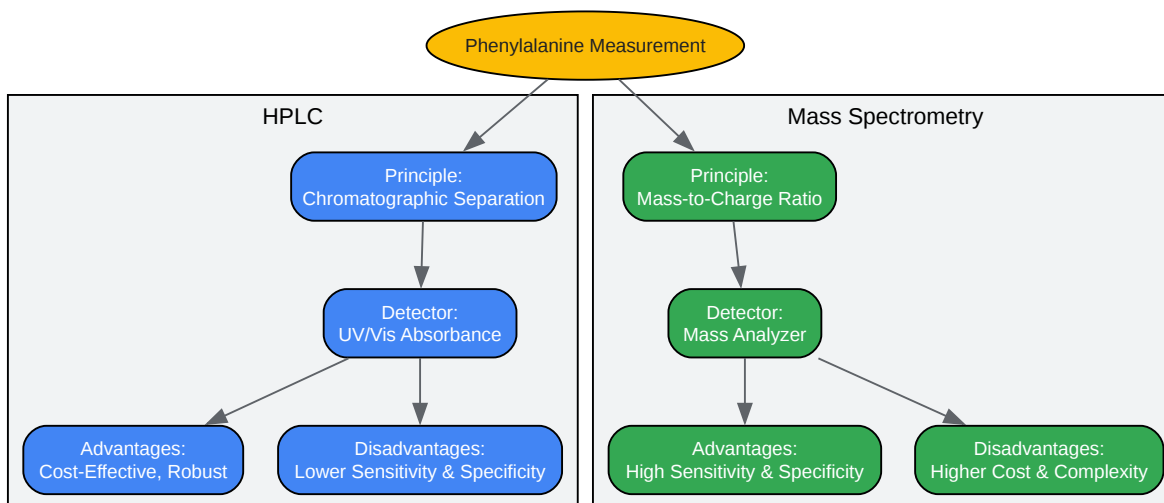 Phenylalanine Measurement
HPLC
Principle:
Chromatographic Separation
Detector:
UV/Vis Absorbance
Advantages:
Cost-Effective, Robust
Disadvantages:
Lower Sensitivity & Specificity
Mass Spectrometry
Principle:
Mass-to-Charge Ratio
Detector:
Mass Analyzer
Advantages:
High Sensitivity & Specificity
Disadvantages:
Higher Cost & Complexity